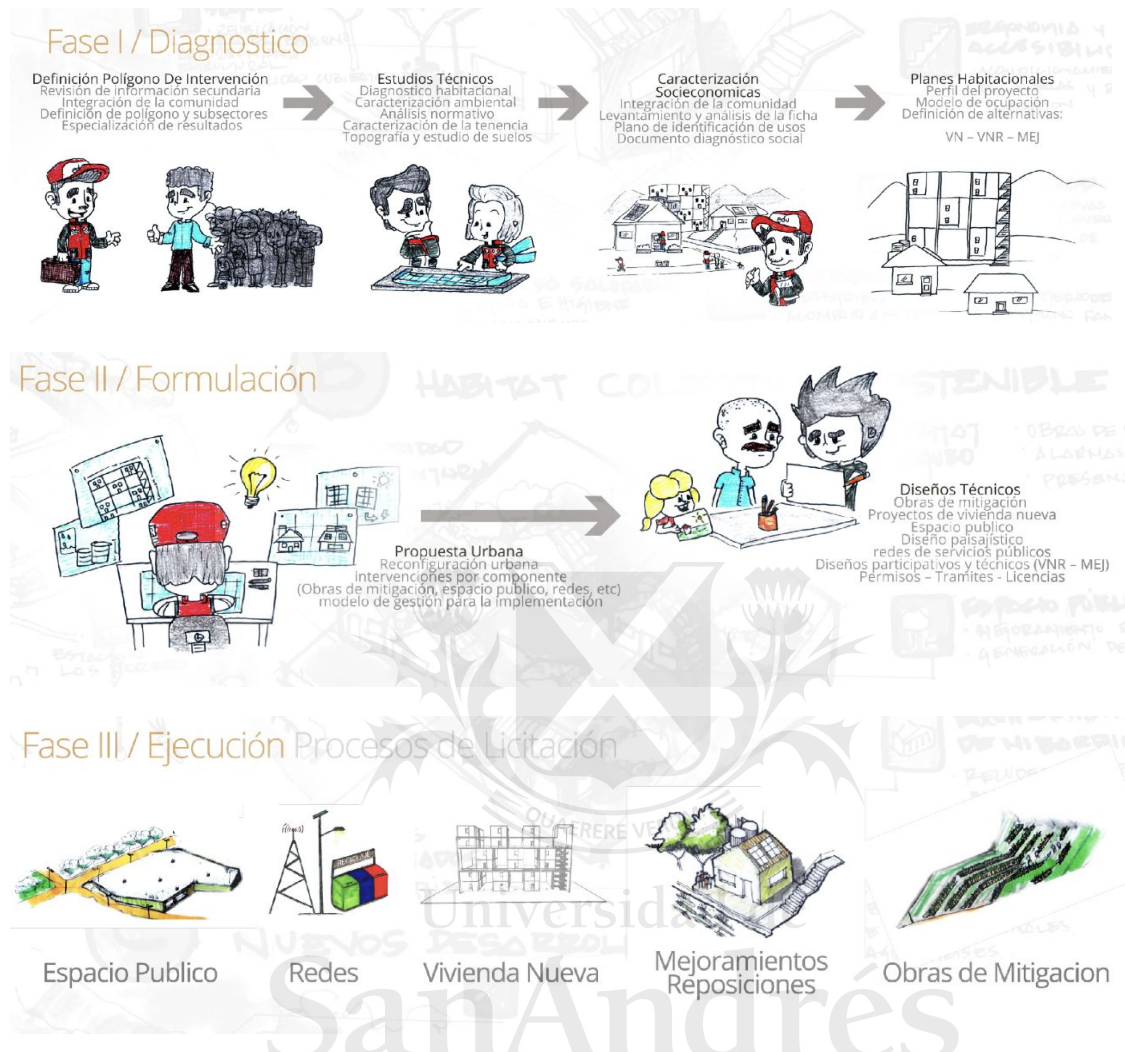 Fase I / Diagnostico
Definición Polígono De Intervención
Revisión de información secundaria
Integración de la comunidad
Definición de polígono y subsectores
Especialización de resultados
Estudios Técnicos
Diagnostico habitacional
Caracterización ambiental
Análisis normativo
Caracterización de la tenencia
Topografía y estudio de suelos
Caracterización
Socieconomicas
Integración de la comunidad
Levantamiento y análisis de la ficha
Plano de identificación de usos
Documento diagnóstico social
Planes Habitacionales
Perfil del proyecto
Modelo de ocupación
Definición de alternativas:
VN – VNR – MEJ
edu
Fase II / Formulación
HABITAT
Propuesta Urbana
Reconfiguración urbana
intervenciones por componente
(Obras de mitigación, espacio publico, redes, etc)
modelo de gestión para la implementación
Diseños Técnicos
Obras de mitigación
Proyectos de vivienda nueva
Espacio publico
Diseño paisajístico
redes de servicios públicos
Diseños participativos y técnicos (VNR – MEJ)
Permisos – Tramites - Licencias
Fase III / Ejecución Procesos de Licitación
QUAERERE
RECICLAJE
Espacio Publico
Redes
Vivienda Nueva
Mejoramientos
Reposiciones
Obras de Mitigacion
NUEVOS
Universidad de
SanAndrés